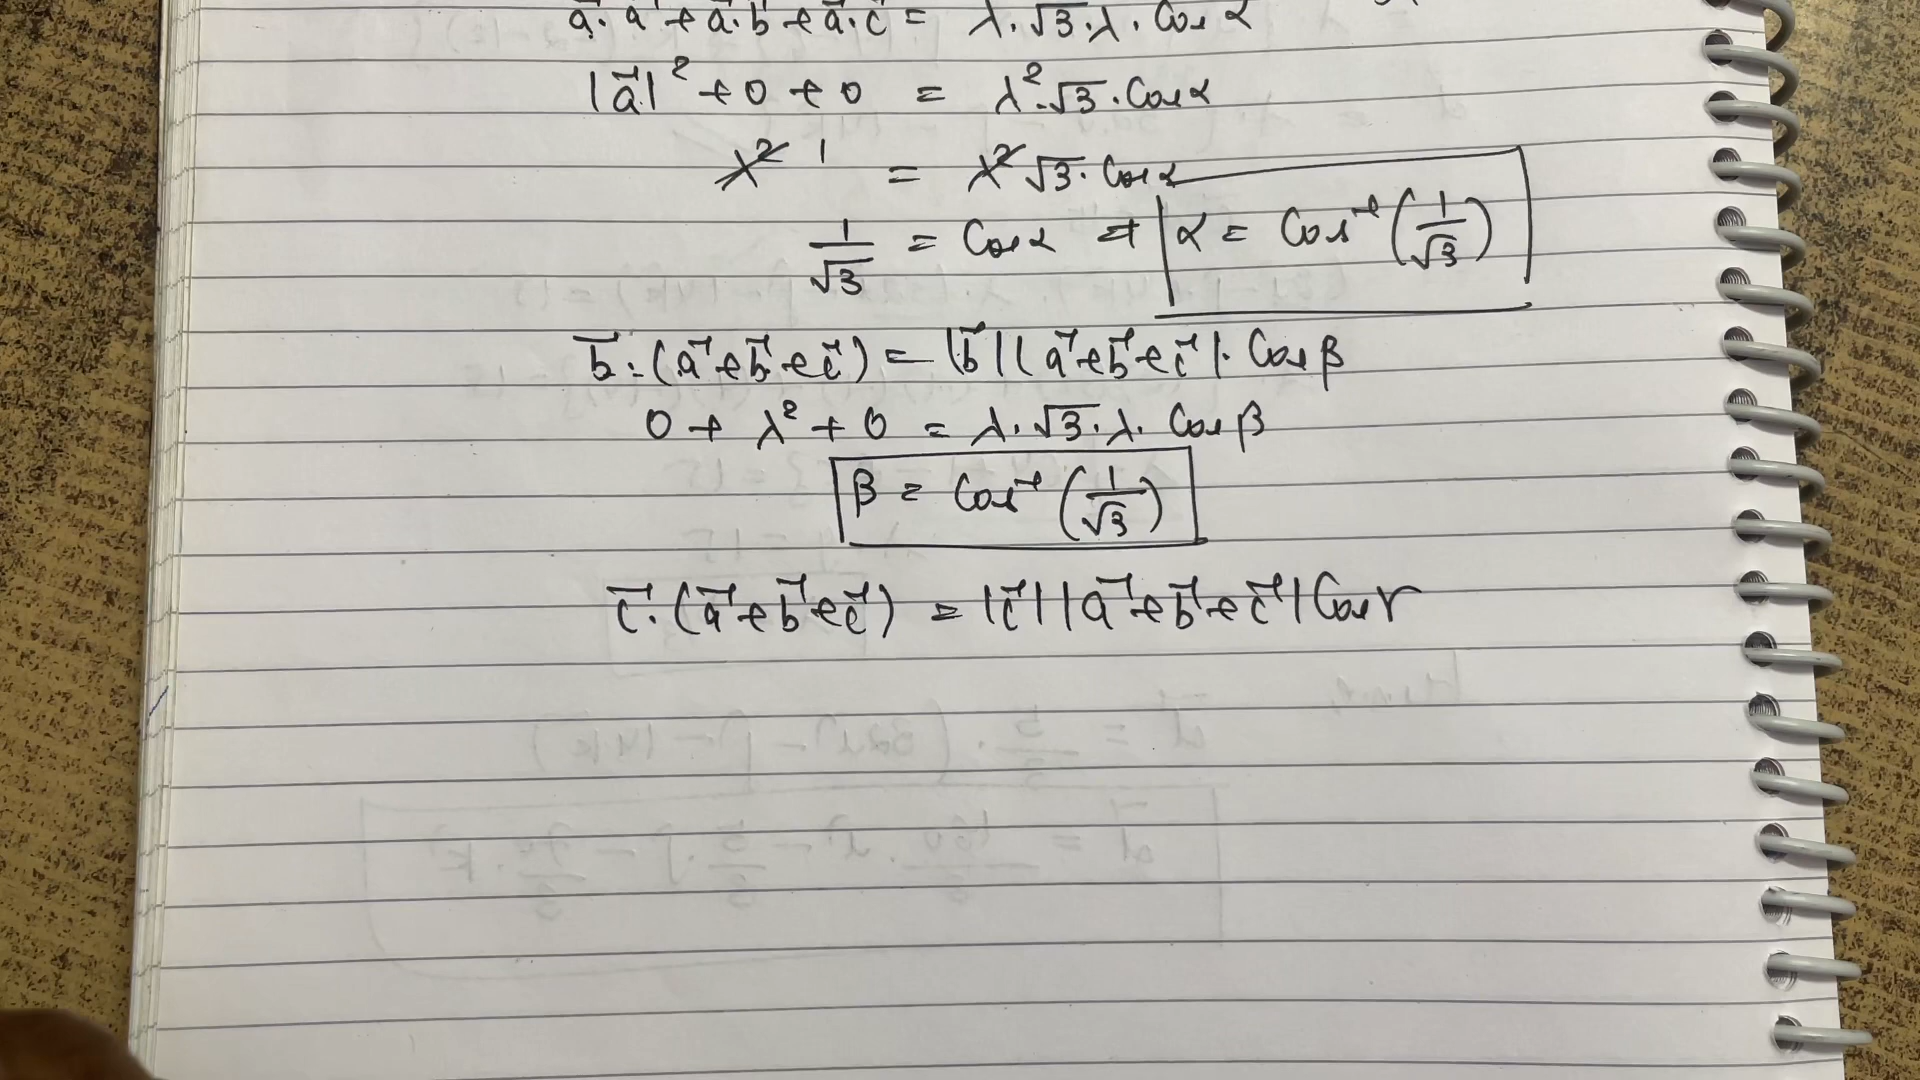 a⃗·a⃗ + a⃗·b⃗ + a⃗·c⃗ = λ·√3·λ·Cos α
|a⃗|² + 0 + 0 = λ²·√3·Cos α
λ² 1 = λ² √3·Cos α
1/√3 = Cos α ⇒ α = Cos⁻¹(1/√3)
b⃗·(a⃗+b⃗+c⃗) = |b⃗||a⃗+b⃗+c⃗|·Cos β
0 + λ² + 0 = λ·√3·λ·Cos β
β = Cos⁻¹(1/√3)
c⃗·(a⃗+b⃗+c⃗) = |c⃗||a⃗+b⃗+c⃗|Cos γ